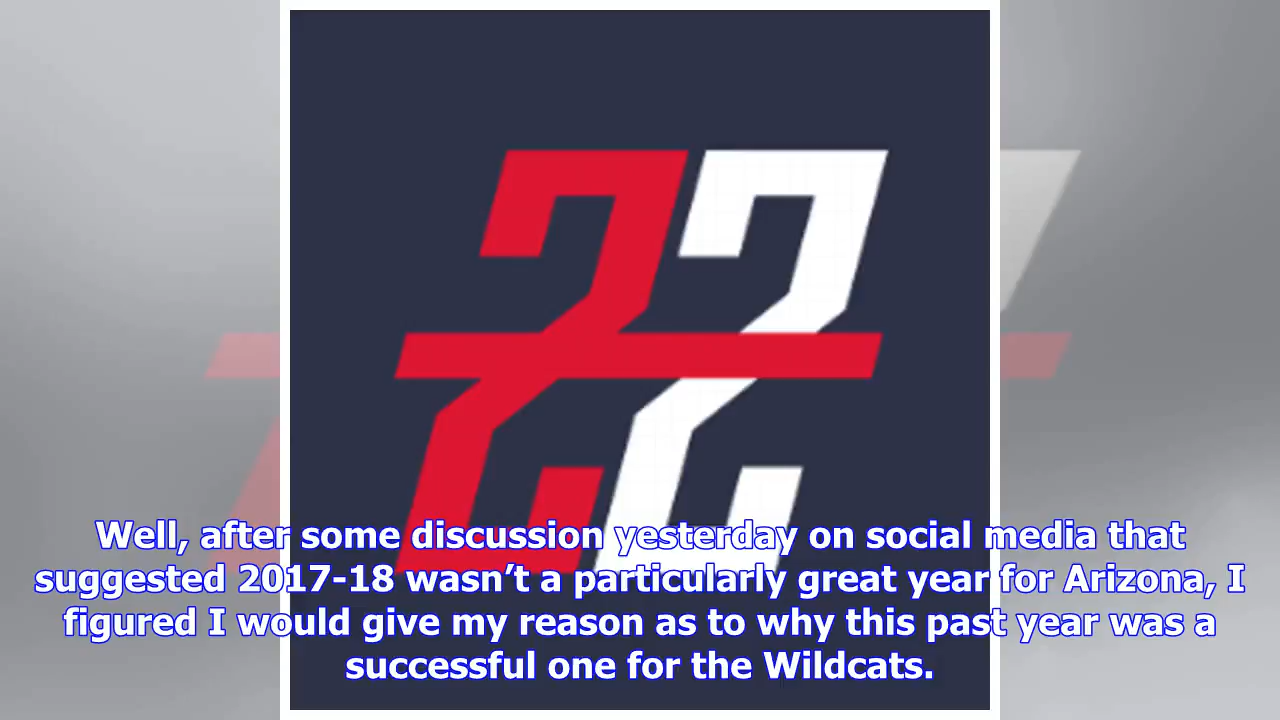 Well, after some discussion yesterday on social media that
suggested 2017-18 wasn’t a particularly great year for Arizona, I
figured I would give my reason as to why this past year was a
successful one for the Wildcats.